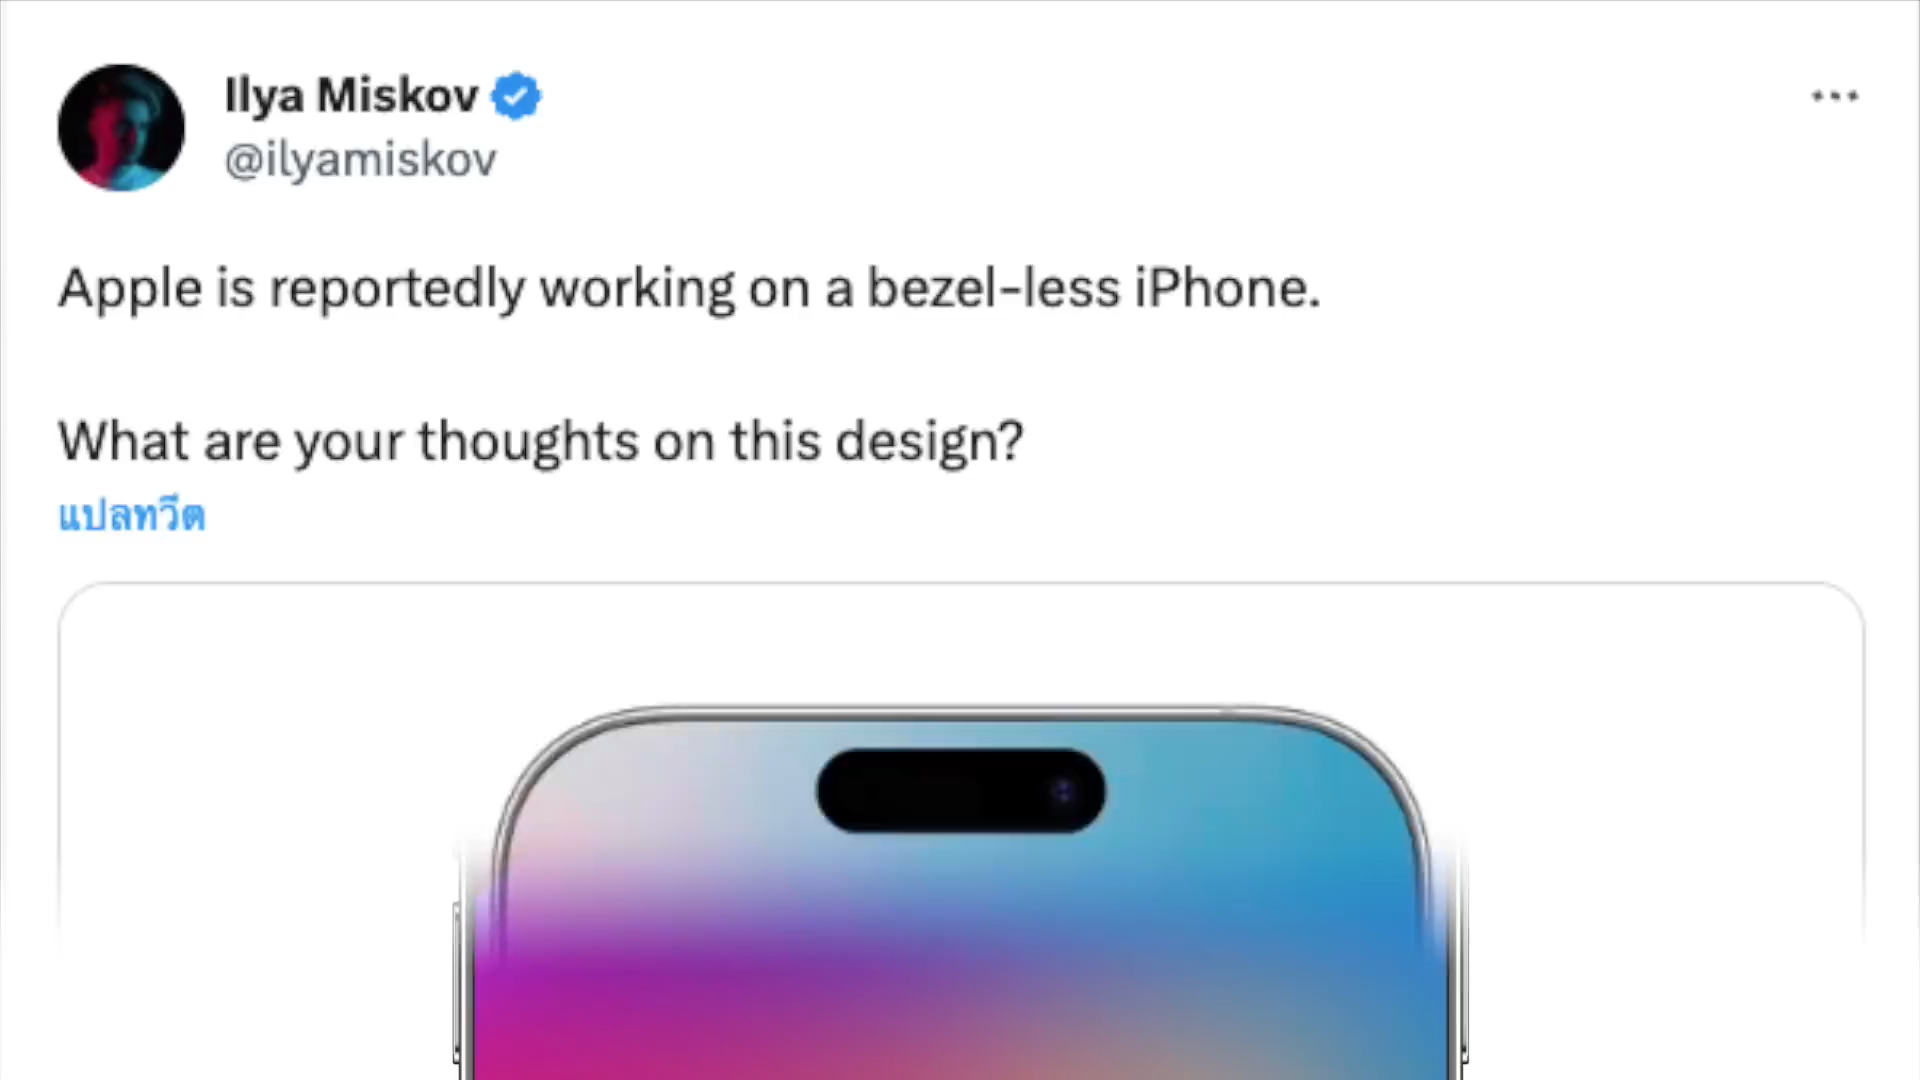 Ilya Miskov
@ilyamiskov
Apple is reportedly working on a bezel-less iPhone.
What are your thoughts on this design?
แปลทวีต